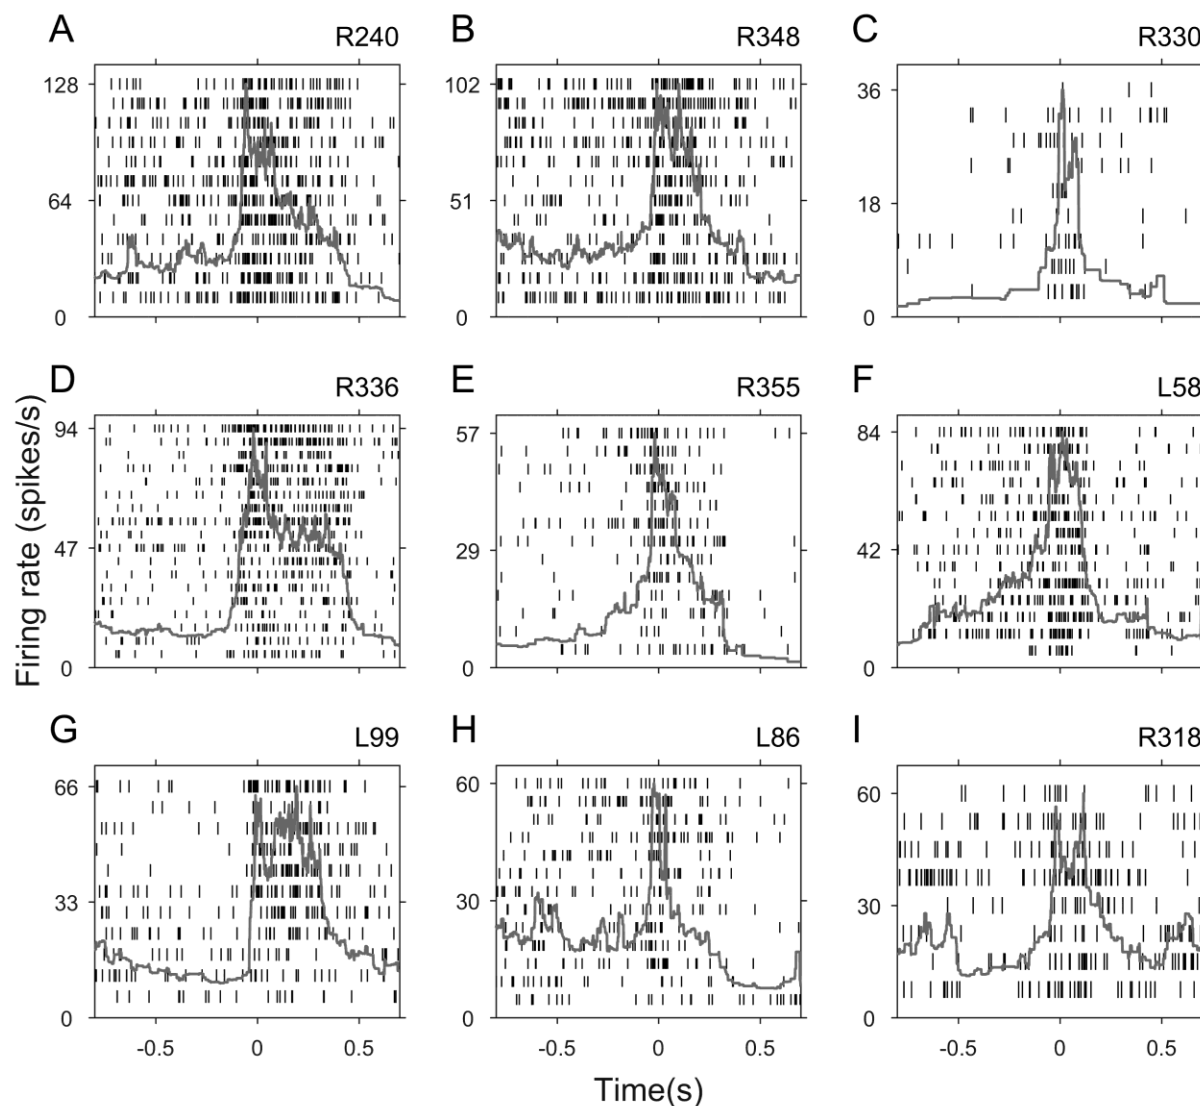 A R240 B R348 C R330
128 102 36
64 51 18
0 0 0
D R336 E R355 F L58
94 57 84
47 29 42
0 0 0
G L99 H L86 I R318
66 60 60
33 30 30
0 0 0
-0.5 0 0.5 -0.5 0 0.5 -0.5 0 0.5
Firing rate (spikes/s)
Time(s)